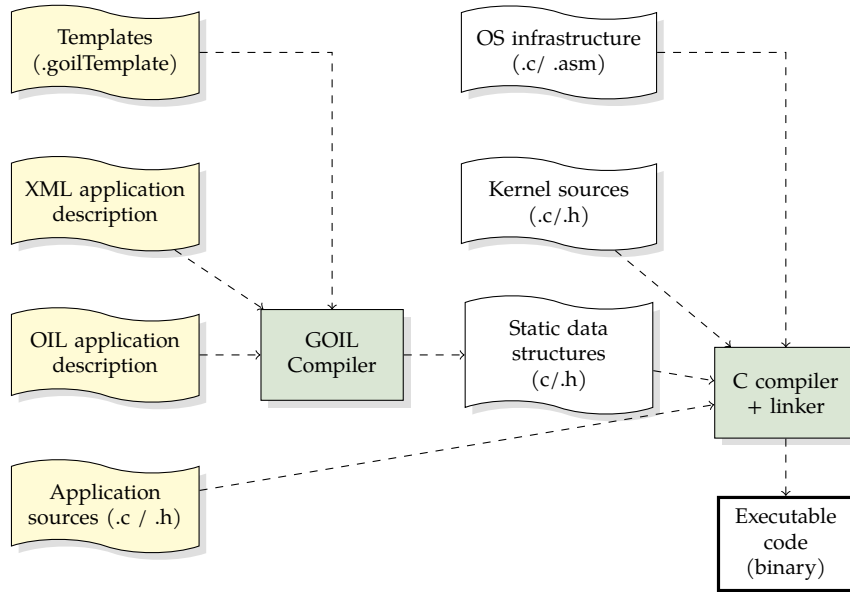 Templates
(.goilTemplate)
OS infrastructure
(.c/ .asm)
XML application
description
Kernel sources
(.c/.h)
OIL application
description
GOIL
Compiler
Static data
structures
(c/.h)
C compiler
+ linker
Application
sources (.c / .h)
Executable
code
(binary)